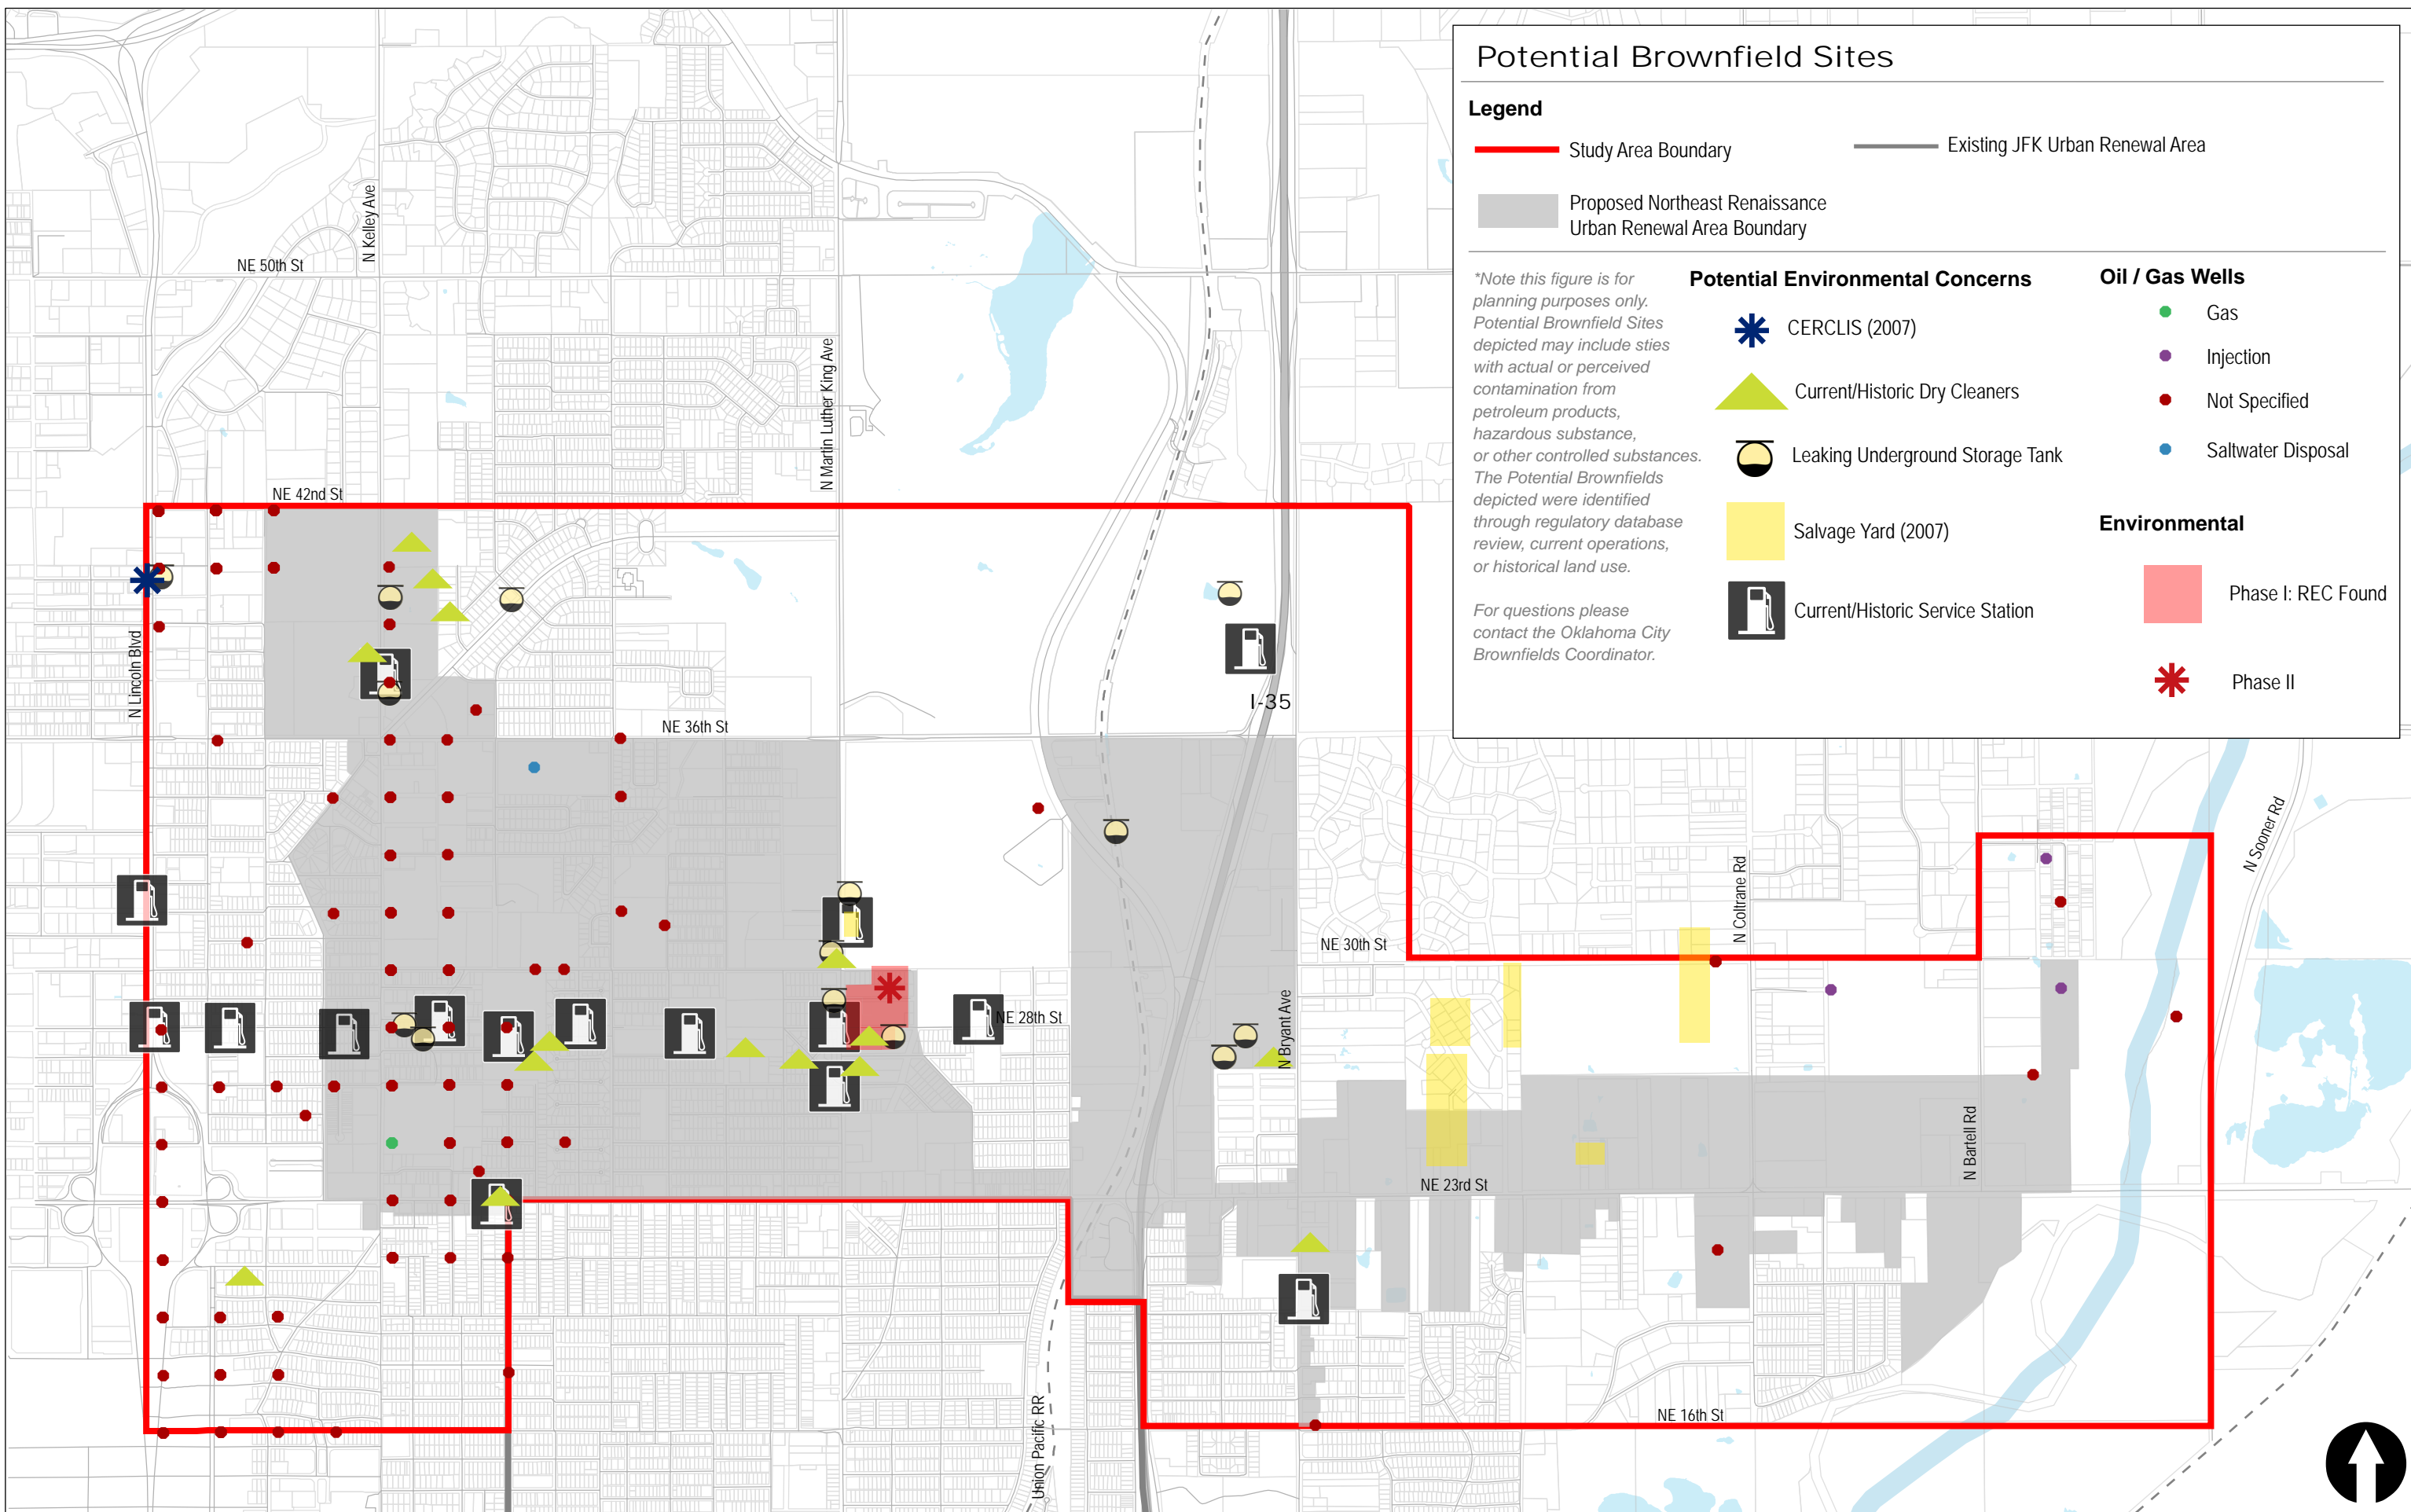 Potential Brownfield Sites
Legend
Study Area Boundary
Existing JFK Urban Renewal Area
Proposed Northeast Renaissance
Urban Renewal Area Boundary
*Note this figure is for
planning purposes only.
Potential Brownfield Sites
depicted may include sties
with actual or perceived
contamination from
petroleum products,
hazardous substance,
or other controlled substances.
The Potential Brownfields
depicted were identified
through regulatory database
review, current operations,
or historical land use.
For questions please
contact the Oklahoma City
Brownfields Coordinator.
Potential Environmental Concerns
CERCLIS (2007)
Current/Historic Dry Cleaners
Leaking Underground Storage Tank
Salvage Yard (2007)
Current/Historic Service Station
Oil / Gas Wells
Gas
Injection
Not Specified
Saltwater Disposal
Environmental
Phase I: REC Found
Phase II
N Kelley Ave
NE 50th St
N Martin Luther King Ave
NE 42nd St
N Lincoln Blvd
I-35
NE 36th St
N Sooner Rd
N Coltrane Rd
NE 30th St
NE 28th St
N Bryant Ave
N Bartell Rd
NE 23rd St
Union Pacific RR
NE 16th St